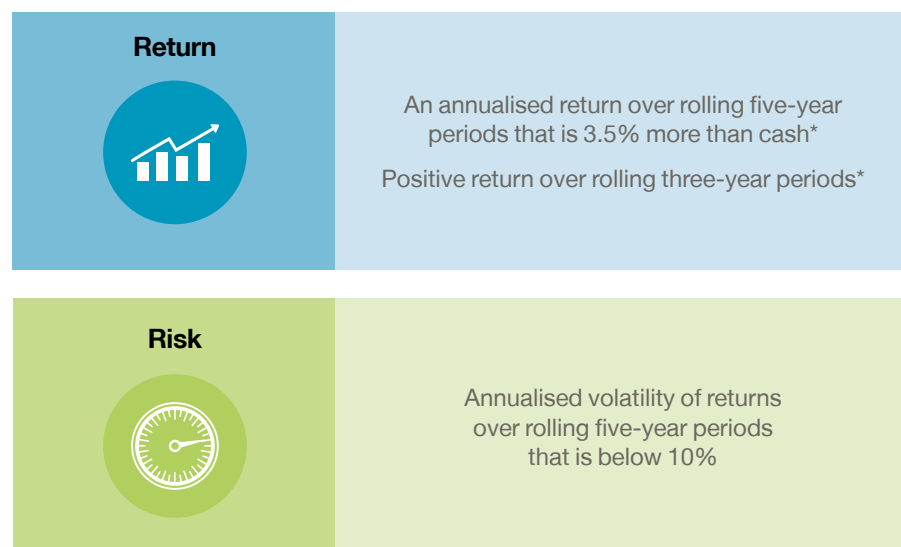 Return
An annualised return over rolling five-year
periods that is 3.5% more than cash*
Positive return over rolling three-year periods*
Risk
Annualised volatility of returns
over rolling five-year periods
that is below 10%